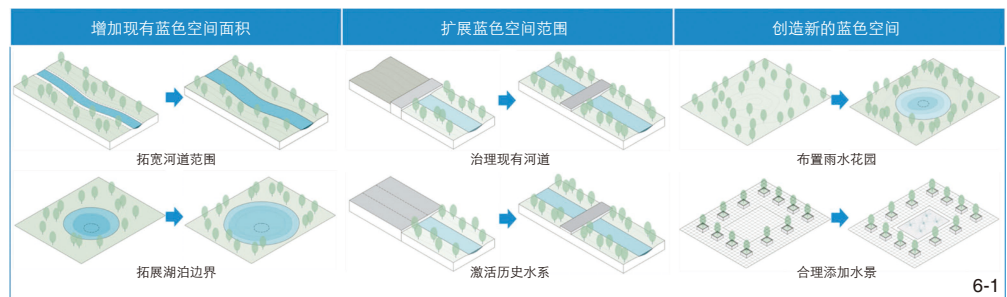 增加现有蓝色空间面积
扩展蓝色空间范围
创造新的蓝色空间
拓宽河道范围
治理现有河道
布置雨水花园
拓展湖泊边界
激活历史水系
合理添加水景
6-1